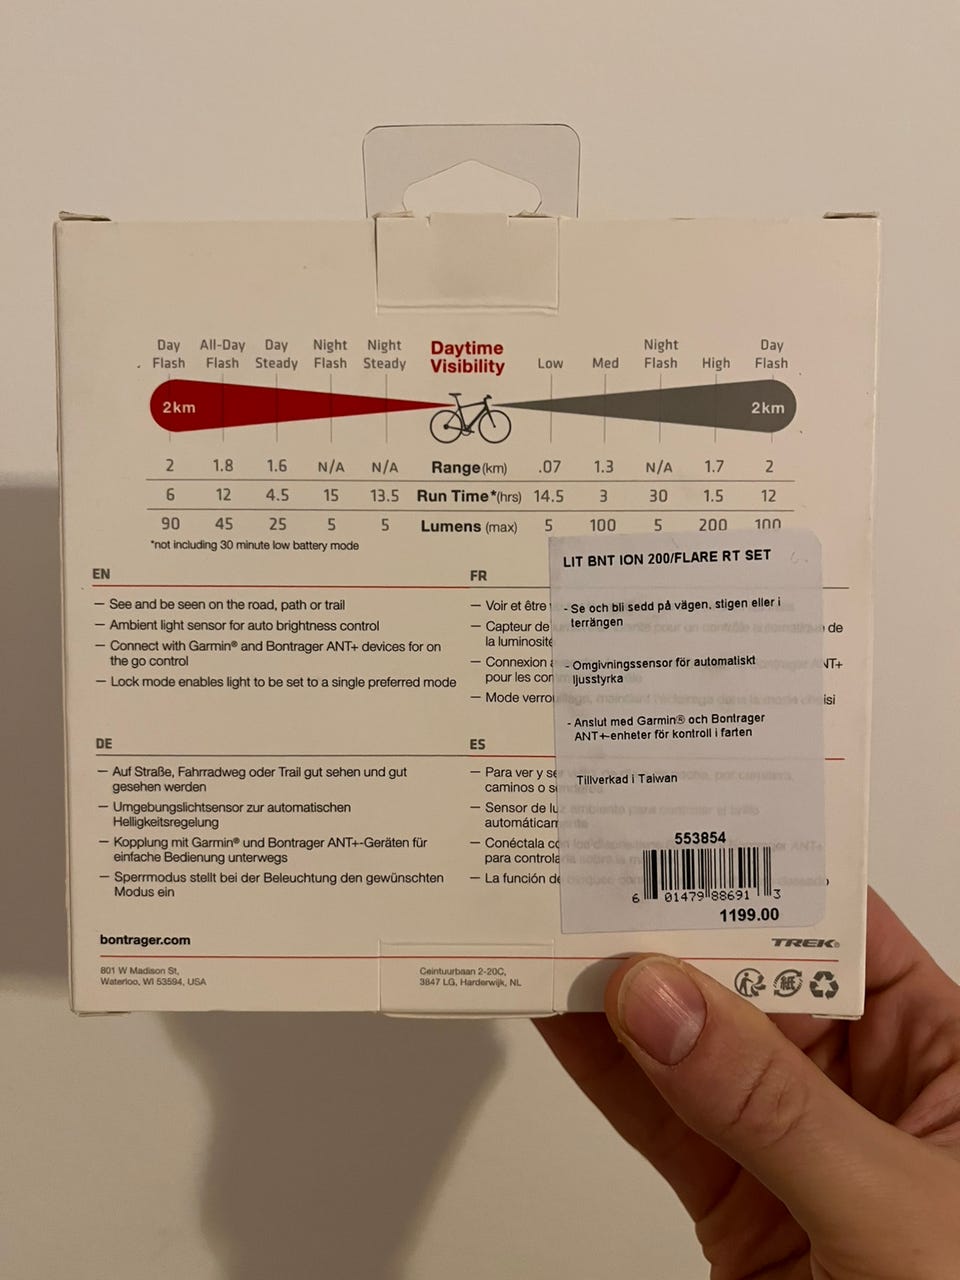 Day Flash
All-Day Flash
Day Steady
Night Flash
Night Steady
Daytime Visibility
Low
Med
Night Flash
High
Day Flash
2km
2km
2 1.8 1.6 N/A N/A Range(km) .07 1.3 N/A 1.7 2
6 12 4.5 15 13.5 Run Time*(hrs) 14.5 3 30 1.5 12
90 45 25 5 5 Lumens (max) 5 100 5 200 100
*not including 30 minute low battery mode
EN
— See and be seen on the road, path or trail
— Ambient light sensor for auto brightness control
— Connect with Garmin® and Bontrager ANT+ devices for on
the go control
— Lock mode enables light to be set to a single preferred mode
FR
— Voir et être
— Capteur de
de
la luminosité
— Connexion
pour les
— Mode
DE
— Auf Straße, Fahrradweg oder Trail gut sehen und gut
gesehen werden
— Umgebungslichtsensor zur automatischen
Helligkeitsregelung
— Kopplung mit Garmin® und Bontrager ANT+-Geräten für
einfache Bedienung unterwegs
— Sperrmodus stellt bei der Beleuchtung den gewünschten
Modus ein
ES
— Para ver y
caminos o
— Sensor de
— Conéctala
para
— La función
LIT BNT ION 200/FLARE RT SET
- Se och bli sedd på vägen, stigen eller i
terrängen
- Omgivningssensor för automatiskt
ljusstyrka
- Anslut med Garmin® och Bontrager
ANT+-enheter för kontroll i farten
Tillverkad i Taiwan
553854
6 01479 88691 3
1199.00
bontrager.com
TREK®
801 W Madison St,
Waterloo, WI 53594, USA
Ceintuurbaan 2-20C,
3847 LG, Harderwijk, NL
紙